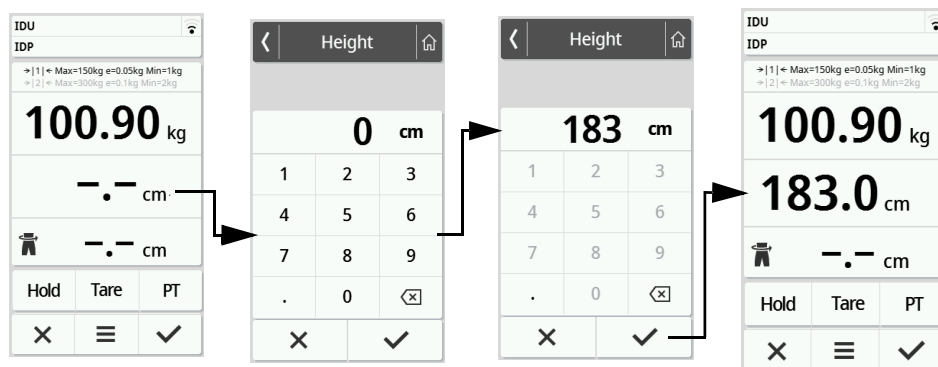 IDU
IDP
→|1|← Max=150kg e=0.05kg Min=1kg
→|2|← Max=300kg e=0.1kg Min=2kg
100.90 kg
–.– cm
–.– cm
Hold Tare PT
Height
0 cm
1 2 3
4 5 6
7 8 9
. 0
Height
183 cm
1 2 3
4 5 6
7 8 9
. 0
IDU
IDP
→|1|← Max=150kg e=0.05kg Min=1kg
→|2|← Max=300kg e=0.1kg Min=2kg
100.90 kg
183.0 cm
–.– cm
Hold Tare PT